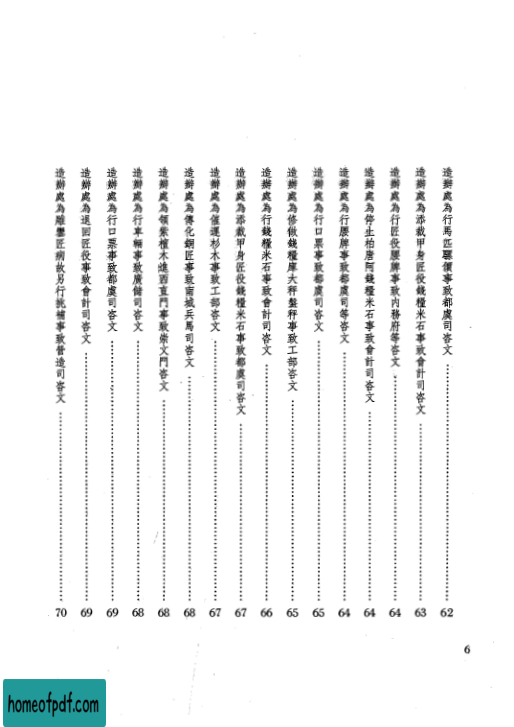 造辦處為行馬匹騾價事致都虞司咨文 62
造辦處為添裁甲身匠役錢糧米石事致會計司咨文 63
造辦處為行匠役腰牌事致內務府等咨文 64
造辦處為停止柏唐阿錢糧米石事致會計司咨文 64
造辦處為行腰牌事致都虞司等咨文 64
造辦處為行口票事致都虞司咨文 65
造辦處為修做錢糧庫大秤盤秤事致工部咨文 65
造辦處為行錢糧米石事致會計司咨文 66
造辦處為添裁甲身匠役錢糧米石事致都虞司咨文 67
造辦處為催運杉木事致工部咨文 67
造辦處為傳化銅匠事致南城兵馬司咨文 68
造辦處為領紫檀木進西直門事致崇文門咨文 68
造辦處為行車輛事致廣儲司咨文 68
造辦處為行口票事致都虞司咨文 69
造辦處為退回匠役事致會計司咨文 69
造辦處為雕鑾匠病故另行挑補事致營造司咨文 70
6
homeofpdf.com